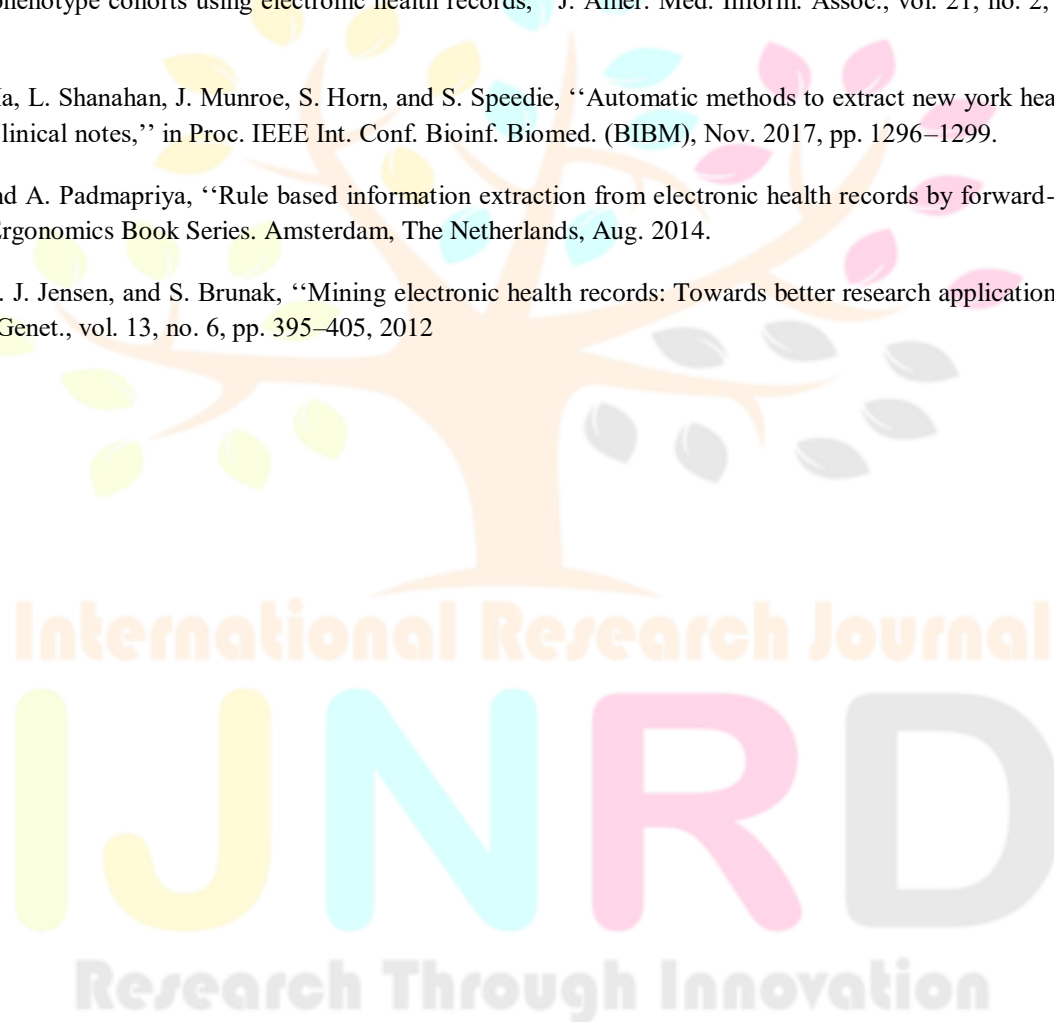 phenotype cohorts using electronic health records,’’ J. Amer. Med. Inform. Assoc., vol. 21, no. 2,
a, L. Shanahan, J. Munroe, S. Horn, and S. Speedie, ‘‘Automatic methods to extract new york hea
linical notes,’’ in Proc. IEEE Int. Conf. Bioinf. Biomed. (BIBM), Nov. 2017, pp. 1296–1299.
nd A. Padmapriya, ‘‘Rule based information extraction from electronic health records by forward-
Ergonomics Book Series. Amsterdam, The Netherlands, Aug. 2014.
. J. Jensen, and S. Brunak, ‘‘Mining electronic health records: Towards better research application
Genet., vol. 13, no. 6, pp. 395–405, 2012
International Research Journal
IJNRD
Research Through Innovation